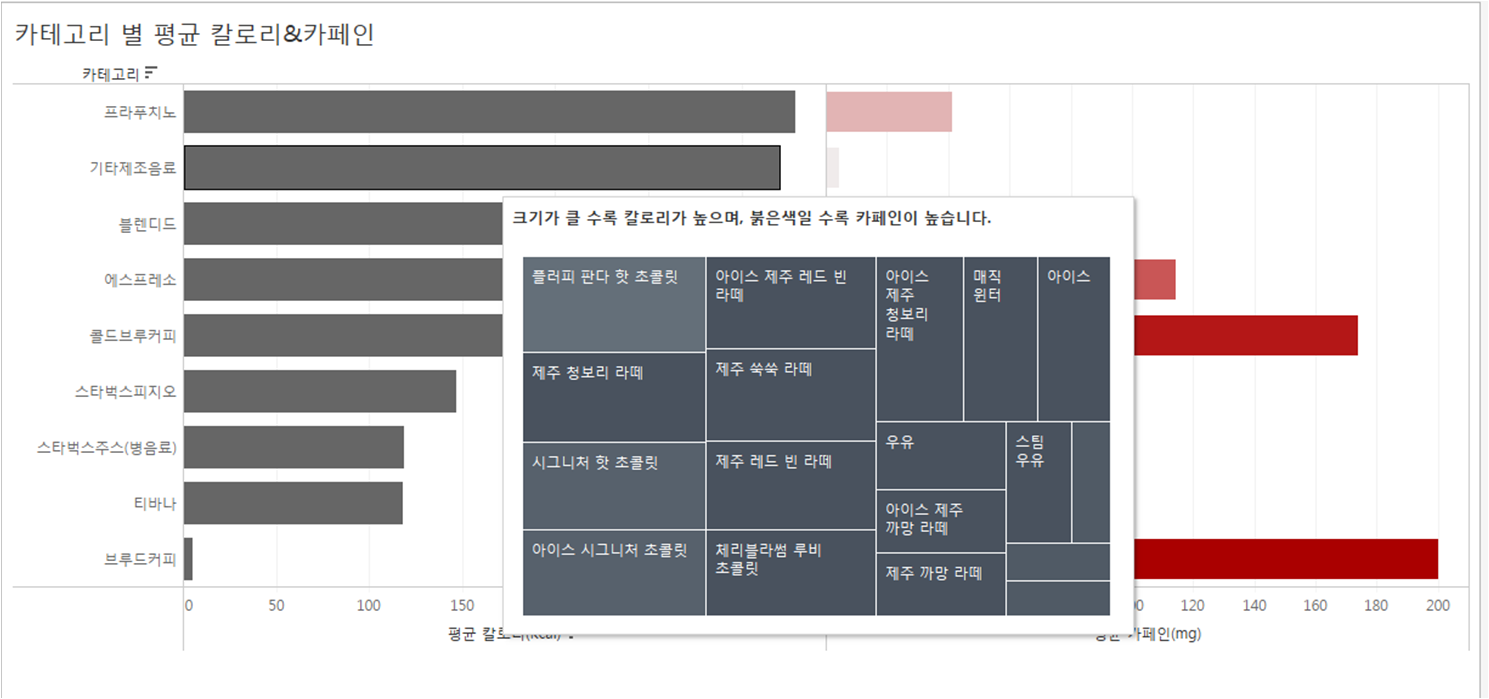 카테고리 별 평균 칼로리&카페인
카테고리
프라푸치노
기타제조음료
블렌디드
에스프레소
콜드브루커피
스타벅스피지오
스타벅스주스(병음료)
티바나
브루드커피
크기가 클 수록 칼로리가 높으며, 붉은색일 수록 카페인이 높습니다.
플러피 판다 핫 초콜릿
제주 청보리 라떼
시그니처 핫 초콜릿
아이스 시그니처 초콜릿
아이스 제주 레드 빈
라떼
제주 쑥쑥 라떼
제주 레드 빈 라떼
체리블라썸 루비
초콜릿
아이스
제주
청보리
라떼
매직
윈터
아이스
우유
스팀
우유
아이스 제주
까망 라떼
제주 까망 라떼
0 50 100 150
120 140 160 180 200
평균 칼로리(kcal)
평균 카페인(mg)